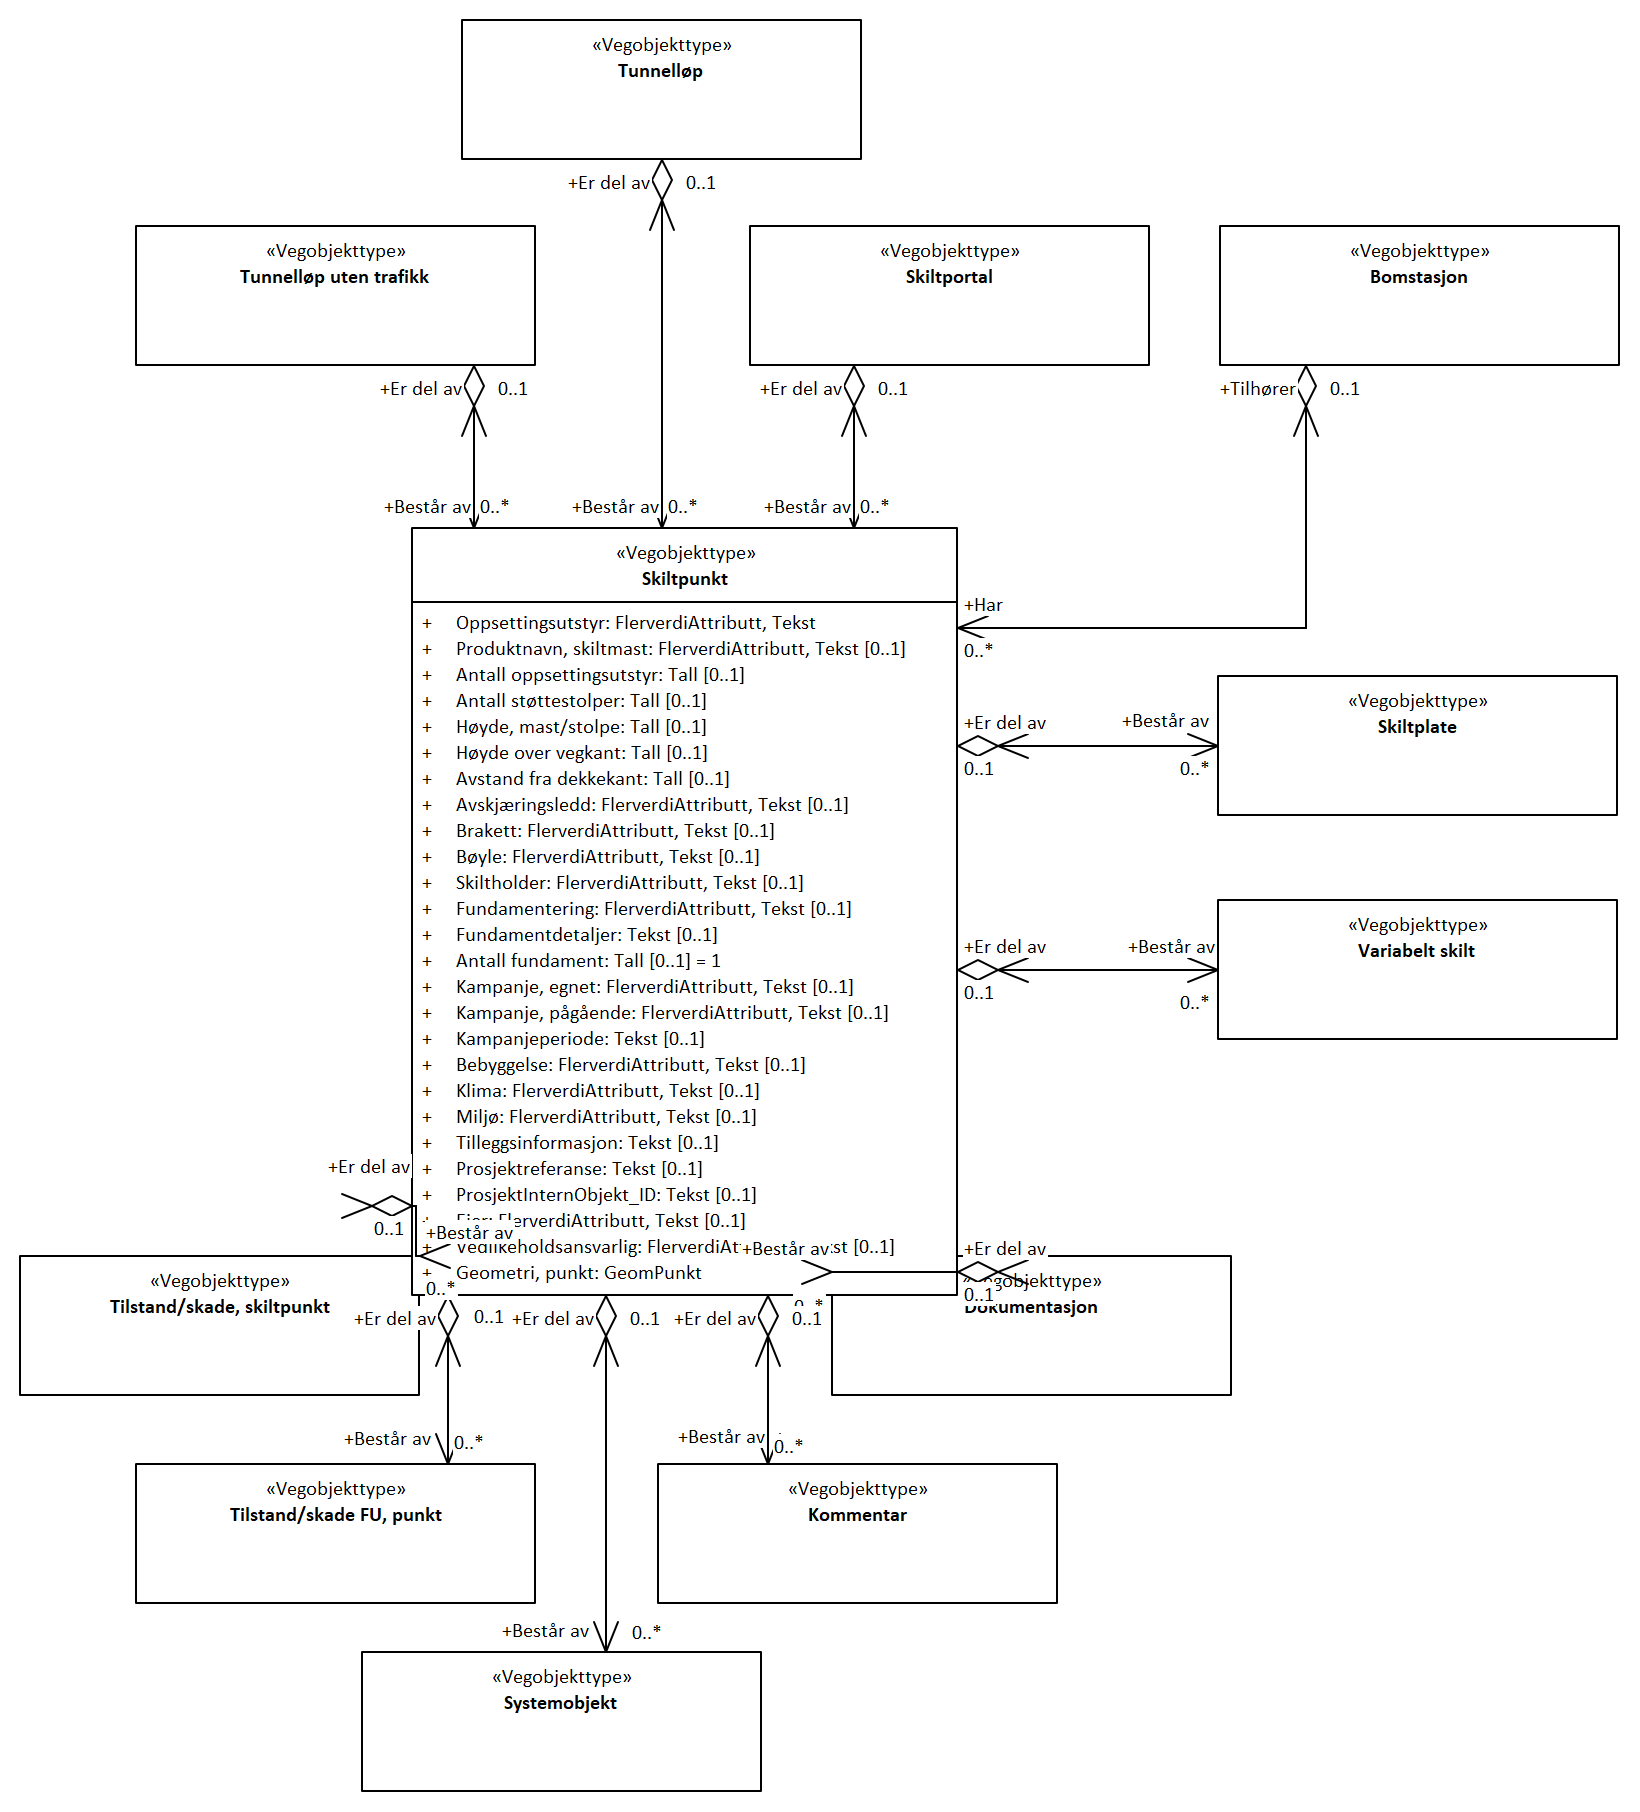 «Vegobjekttype»
Tunnelløp
+Er del av 0..1
«Vegobjekttype»
Tunnelløp uten trafikk
«Vegobjekttype»
Skiltportal
«Vegobjekttype»
Bomstasjon
+Er del av 0..1
+Er del av 0..1
+Tilhører 0..1
+Består av 0..*
+Består av 0..*
+Består av 0..*
«Vegobjekttype»
Skiltpunkt
+ Oppsettingsutstyr: FlerverdiAttributt, Tekst
+ Produktnavn, skiltmast: FlerverdiAttributt, Tekst [0..1]
+ Antall oppsettingsutstyr: Tall [0..1]
+ Antall støttestolper: Tall [0..1]
+ Høyde, mast/stolpe: Tall [0..1]
+ Høyde over vegkant: Tall [0..1]
+ Avstand fra dekkekant: Tall [0..1]
+ Avskjæringsledd: FlerverdiAttributt, Tekst [0..1]
+ Brakett: FlerverdiAttributt, Tekst [0..1]
+ Bøyle: FlerverdiAttributt, Tekst [0..1]
+ Skiltholder: FlerverdiAttributt, Tekst [0..1]
+ Fundamentering: FlerverdiAttributt, Tekst [0..1]
+ Fundamentdetaljer: Tekst [0..1]
+ Antall fundament: Tall [0..1] = 1
+ Kampanje, egnet: FlerverdiAttributt, Tekst [0..1]
+ Kampanje, pågående: FlerverdiAttributt, Tekst [0..1]
+ Kampanjeperiode: Tekst [0..1]
+ Bebyggelse: FlerverdiAttributt, Tekst [0..1]
+ Klima: FlerverdiAttributt, Tekst [0..1]
+ Miljø: FlerverdiAttributt, Tekst [0..1]
+ Tilleggsinformasjon: Tekst [0..1]
+ Prosjektreferanse: Tekst [0..1]
+ ProsjektInternObjekt_ID: Tekst [0..1]
+ Eier: FlerverdiAttributt, Tekst [0..1]
+ Vedlikeholdsansvarlig: [0..1]
+ Geometri, punkt: GeomPunkt
+Har
0..*
+Er del av
0..1
+Består av
0..*
«Vegobjekttype»
Skiltplate
+Er del av
0..1
+Består av
0..*
«Vegobjekttype»
Variabelt skilt
+Er del av
0..1
+Består av
0..*
«Vegobjekttype»
Tilstand/skade, skiltpunkt
+Består av
0..*
+Er del av
0..1
«Vegobjekttype»
Dokumentasjon
+Er del av 0..1
+Er del av 0..1
+Er del av 0..1
+Består av 0..*
+Består av 0..*
«Vegobjekttype»
Tilstand/skade FU, punkt
«Vegobjekttype»
Kommentar
+Består av 0..*
«Vegobjekttype»
Systemobjekt